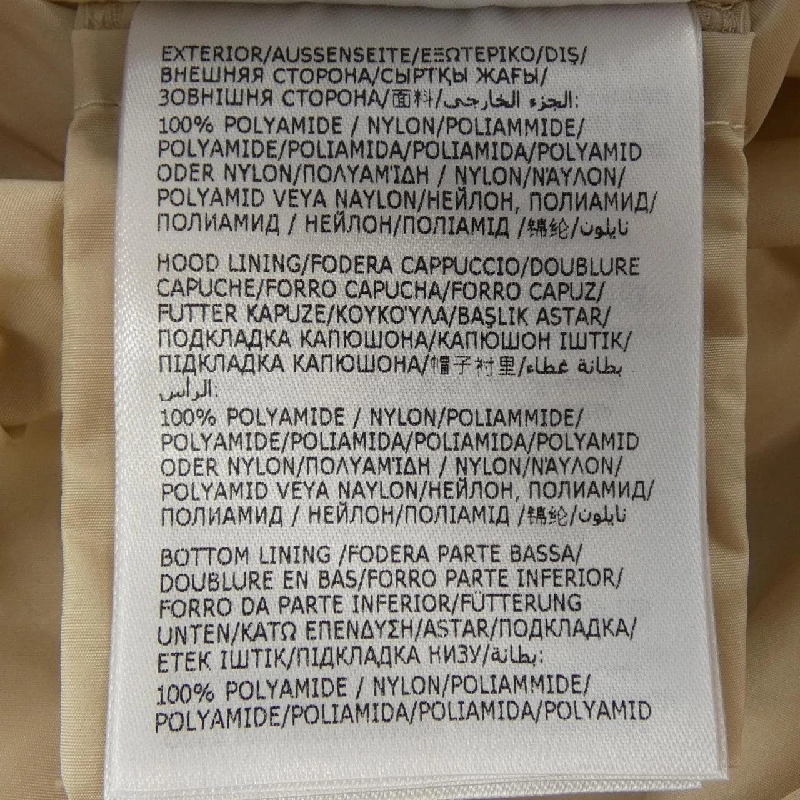 EXTERIOR/AUSSENSEITE/ΕΞΩΤΕΡΙΚΟ/DIŞ/
ВНЕШНЯЯ СТОРОНА/СЫРТҚЫ ЖАҒЫ/
ЗОВНІШНЯ СТОРОНА/面料/الجزء الخارجي:
100% POLYAMIDE / NYLON/POLIAMMIDE/
POLYAMIDE/POLIAMIDA/POLIAMIDA/POLYAMID
ODER NYLON/ΠΟΛΥΑΜΊΔΗ / NYLON/ΝΆΥΛΟΝ/
POLYAMID VEYA NAYLON/НЕЙЛОН, ПОЛИАМИД/
ПОЛИАМИД / НЕЙЛОН/ПОЛІАМІД /锦纶/نايلون
HOOD LINING/FODERA CAPPUCCIO/DOUBLURE
CAPUCHE/FORRO CAPUCHA/FORRO CAPUZ/
FUTTER KAPUZE/ΚΟΥΚΟΎΛΑ/BAŞLIK ASTAR/
ПОДКЛАДКА КАПЮШОНА/КАПЮШОН ІШТІК/
ПІДКЛАДКА КАПЮШОНА/帽子衬里/بطانة غطاء
الرأس:
100% POLYAMIDE / NYLON/POLIAMMIDE/
POLYAMIDE/POLIAMIDA/POLIAMIDA/POLYAMID
ODER NYLON/ΠΟΛΥΑΜΊΔΗ / NYLON/ΝΆΥΛΟΝ/
POLYAMID VEYA NAYLON/НЕЙЛОН, ПОЛИАМИД/
ПОЛИАМИД / НЕЙЛОН/ПОЛІАМІД /锦纶/نايلون
BOTTOM LINING /FODERA PARTE BASSA/
DOUBLURE EN BAS/FORRO PARTE INFERIOR/
FORRO DA PARTE INFERIOR/FÜTTERUNG
UNTEN/ΚΑΤΩ ΕΠΕΝΔΥΣΗ/ASTAR/ПОДКЛАДКА/
ЕТЕК ІШТІК/ПІДКЛАДКА НИЗУ/بطانة:
100% POLYAMIDE / NYLON/POLIAMMIDE/
POLYAMIDE/POLIAMIDA/POLIAMIDA/POLYAMID